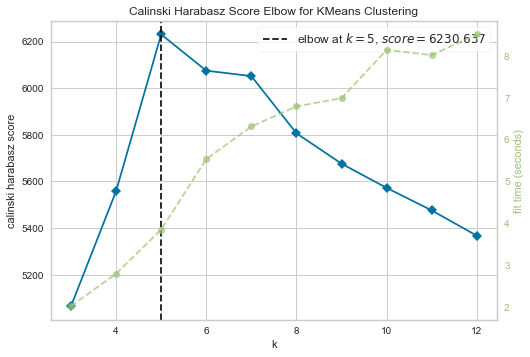 Calinski Harabasz Score Elbow for KMeans Clustering
elbow at k = 5, score = 6230.637
calinski harabasz score
6200
6000
5800
5600
5400
5200
8
7
6
5
4
3
2
fit time (seconds)
4 6 8 10 12
k